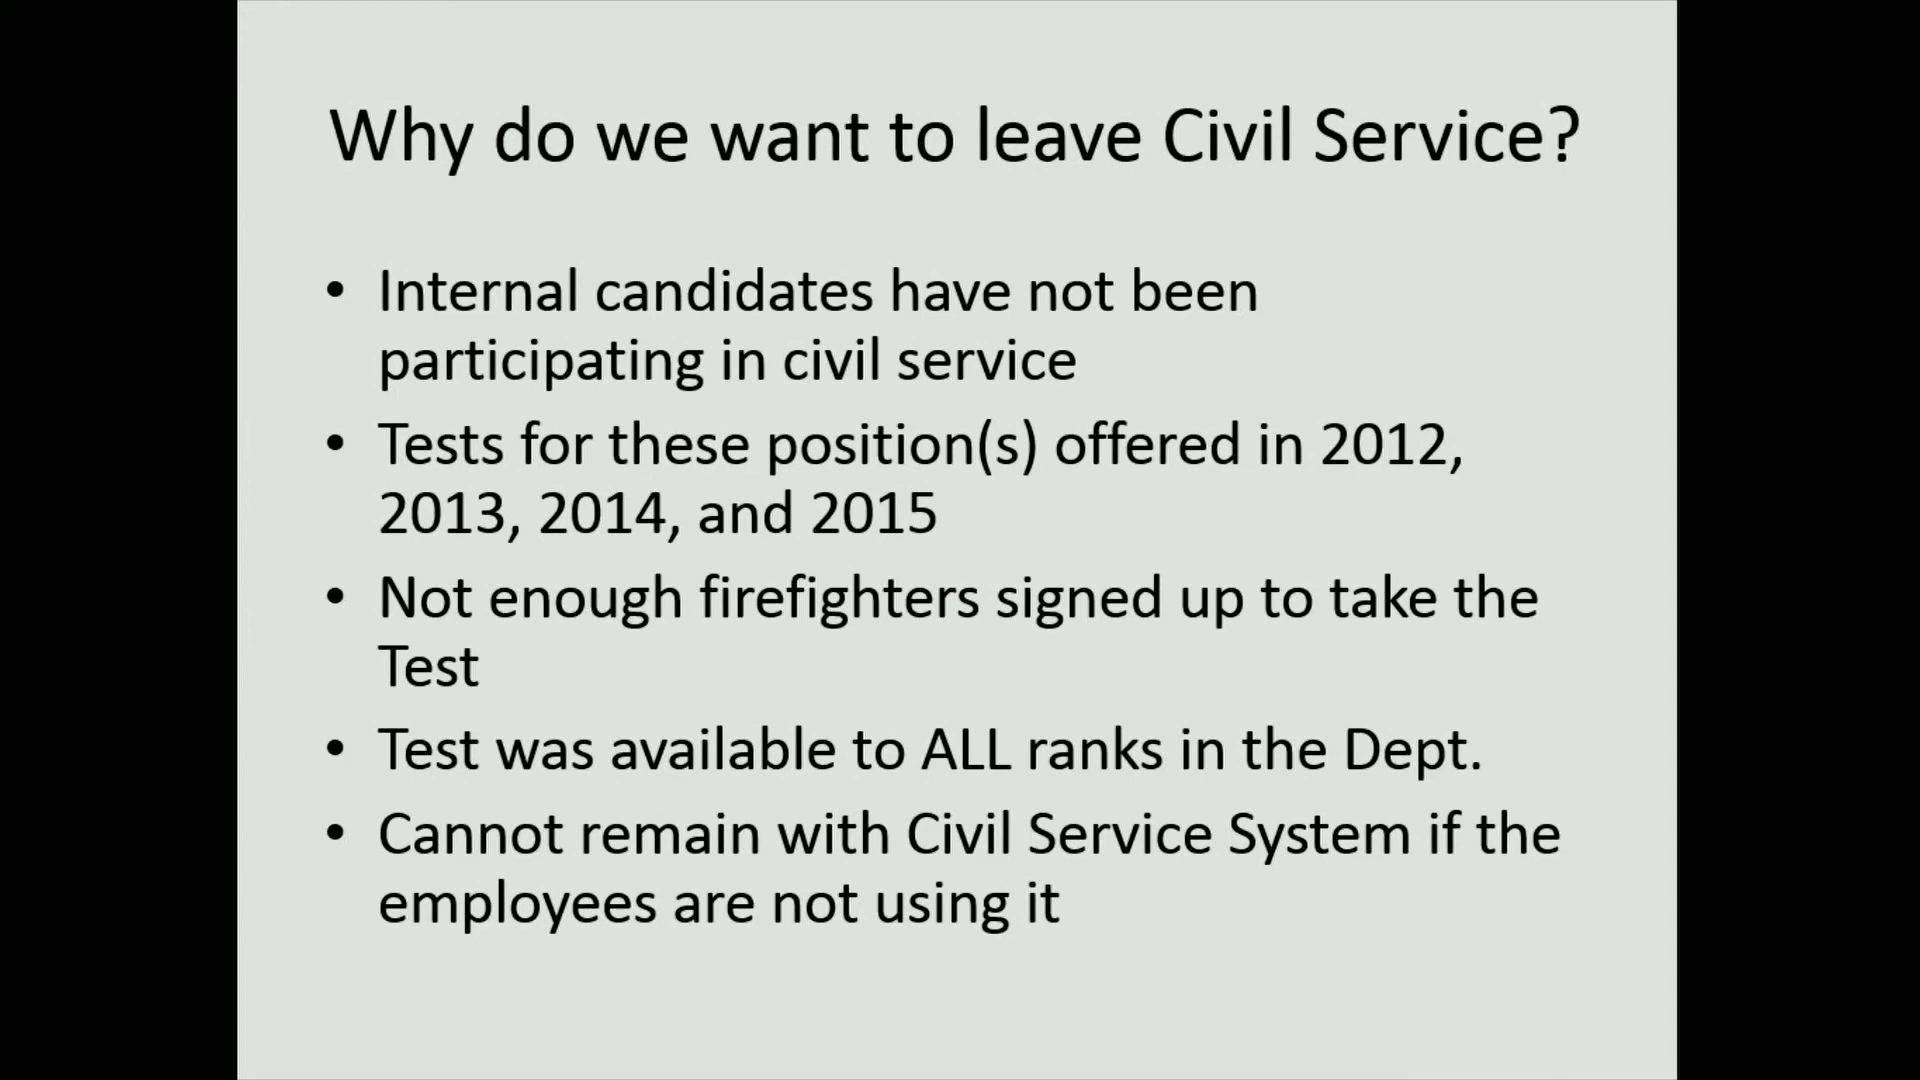 Why do we want to leave Civil Service?
• Internal candidates have not been
participating in civil service
• Tests for these position(s) offered in 2012,
2013, 2014, and 2015
• Not enough firefighters signed up to take the
Test
• Test was available to ALL ranks in the Dept.
• Cannot remain with Civil Service System if the
employees are not using it